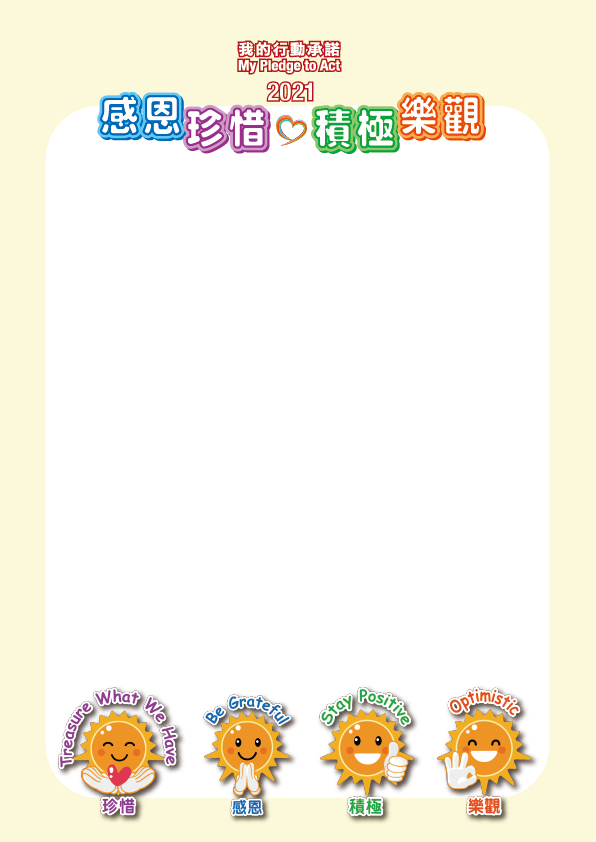 我的行動承諾
My Pledge to Act
2021
感恩珍惜 積極樂觀
Treasure What We Have
珍惜
Be Grateful
感恩
Stay Positive
積極
Optimistic
樂觀